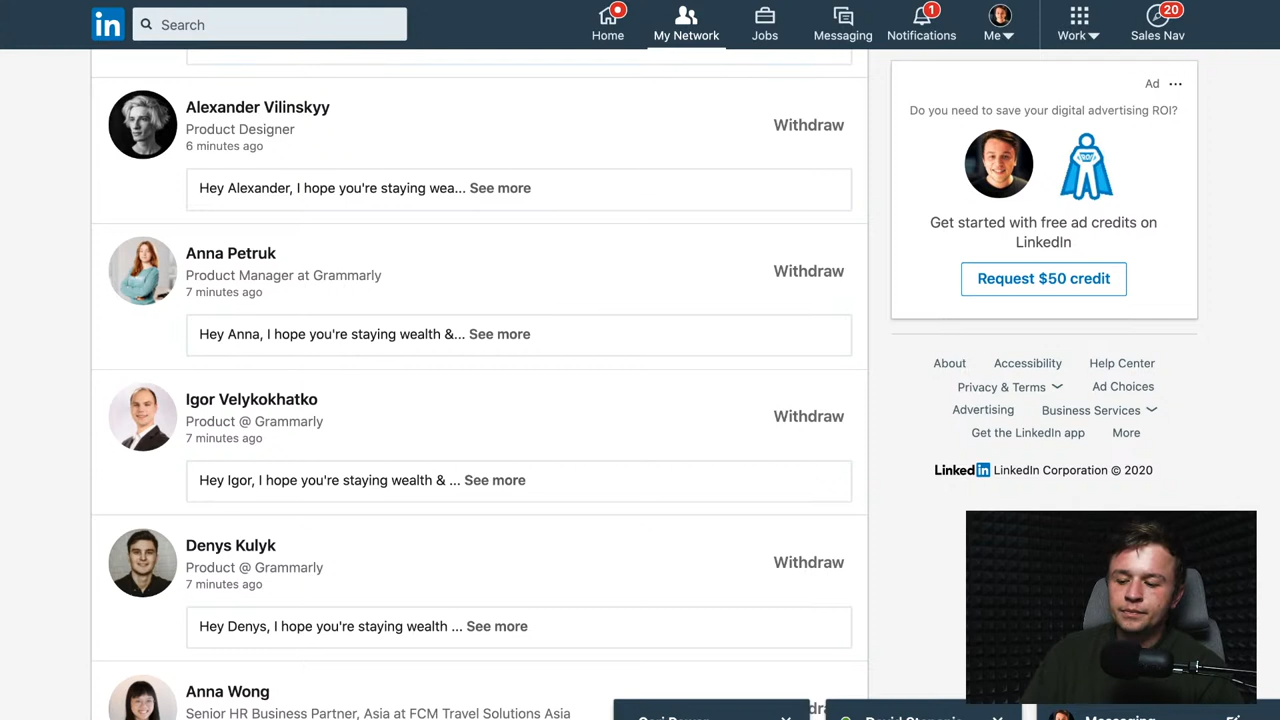 in
Search
Home
My Network
Jobs
Messaging
1
Notifications
Me
Work
20
Sales Nav
Alexander Vilinskyy
Product Designer
6 minutes ago
Withdraw
Hey Alexander, I hope you're staying wea... See more
Anna Petruk
Product Manager at Grammarly
7 minutes ago
Withdraw
Hey Anna, I hope you're staying wealth &... See more
Igor Velykokhatko
Product @ Grammarly
7 minutes ago
Withdraw
Hey Igor, I hope you're staying wealth & ... See more
Denys Kulyk
Product @ Grammarly
7 minutes ago
Withdraw
Hey Denys, I hope you're staying wealth ... See more
Anna Wong
Senior HR Business Partner, Asia at FCM Travel Solutions Asia
Ad ...
Do you need to save your digital advertising ROI?
ROI
Get started with free ad credits on
LinkedIn
Request $50 credit
About Accessibility Help Center
Privacy & Terms Ad Choices
Advertising Business Services
Get the LinkedIn app More
LinkedIn LinkedIn Corporation © 2020